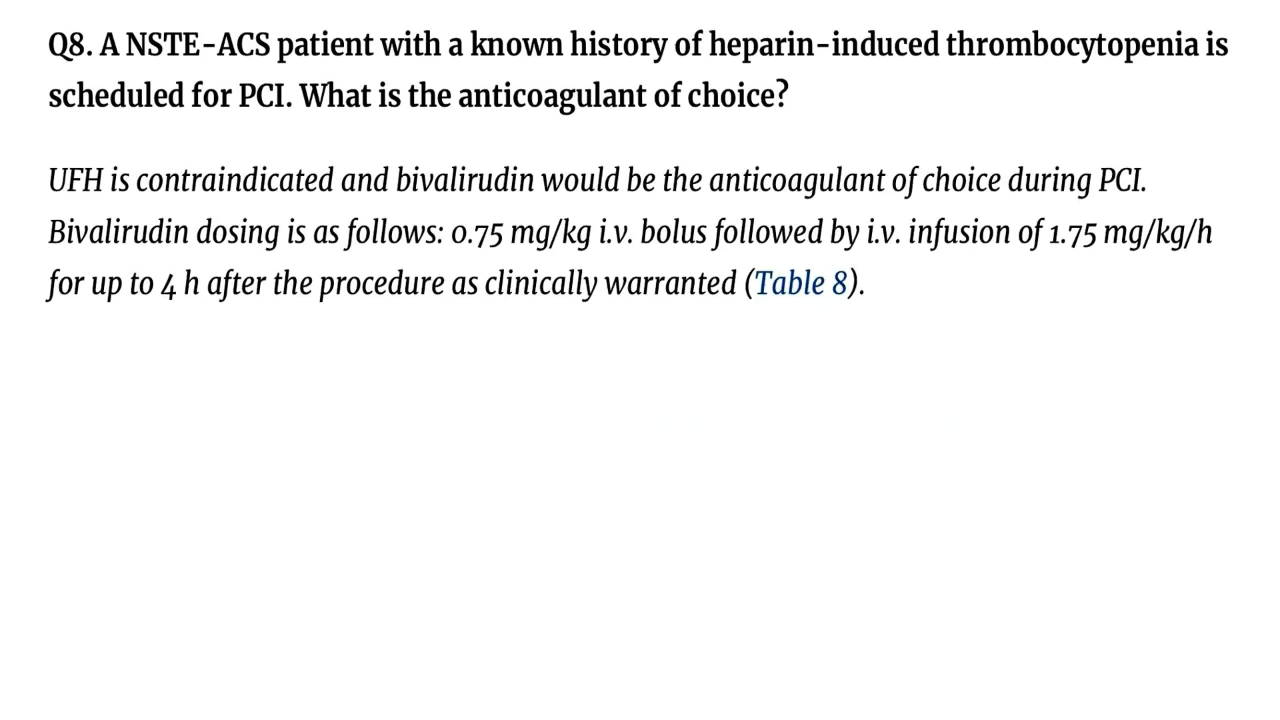 Q8. A NSTE-ACS patient with a known history of heparin-induced thrombocytopenia is
scheduled for PCI. What is the anticoagulant of choice?
UFH is contraindicated and bivalirudin would be the anticoagulant of choice during PCI.
Bivalirudin dosing is as follows: 0.75 mg/kg i.v. bolus followed by i.v. infusion of 1.75 mg/kg/h
for up to 4 h after the procedure as clinically warranted (Table 8).